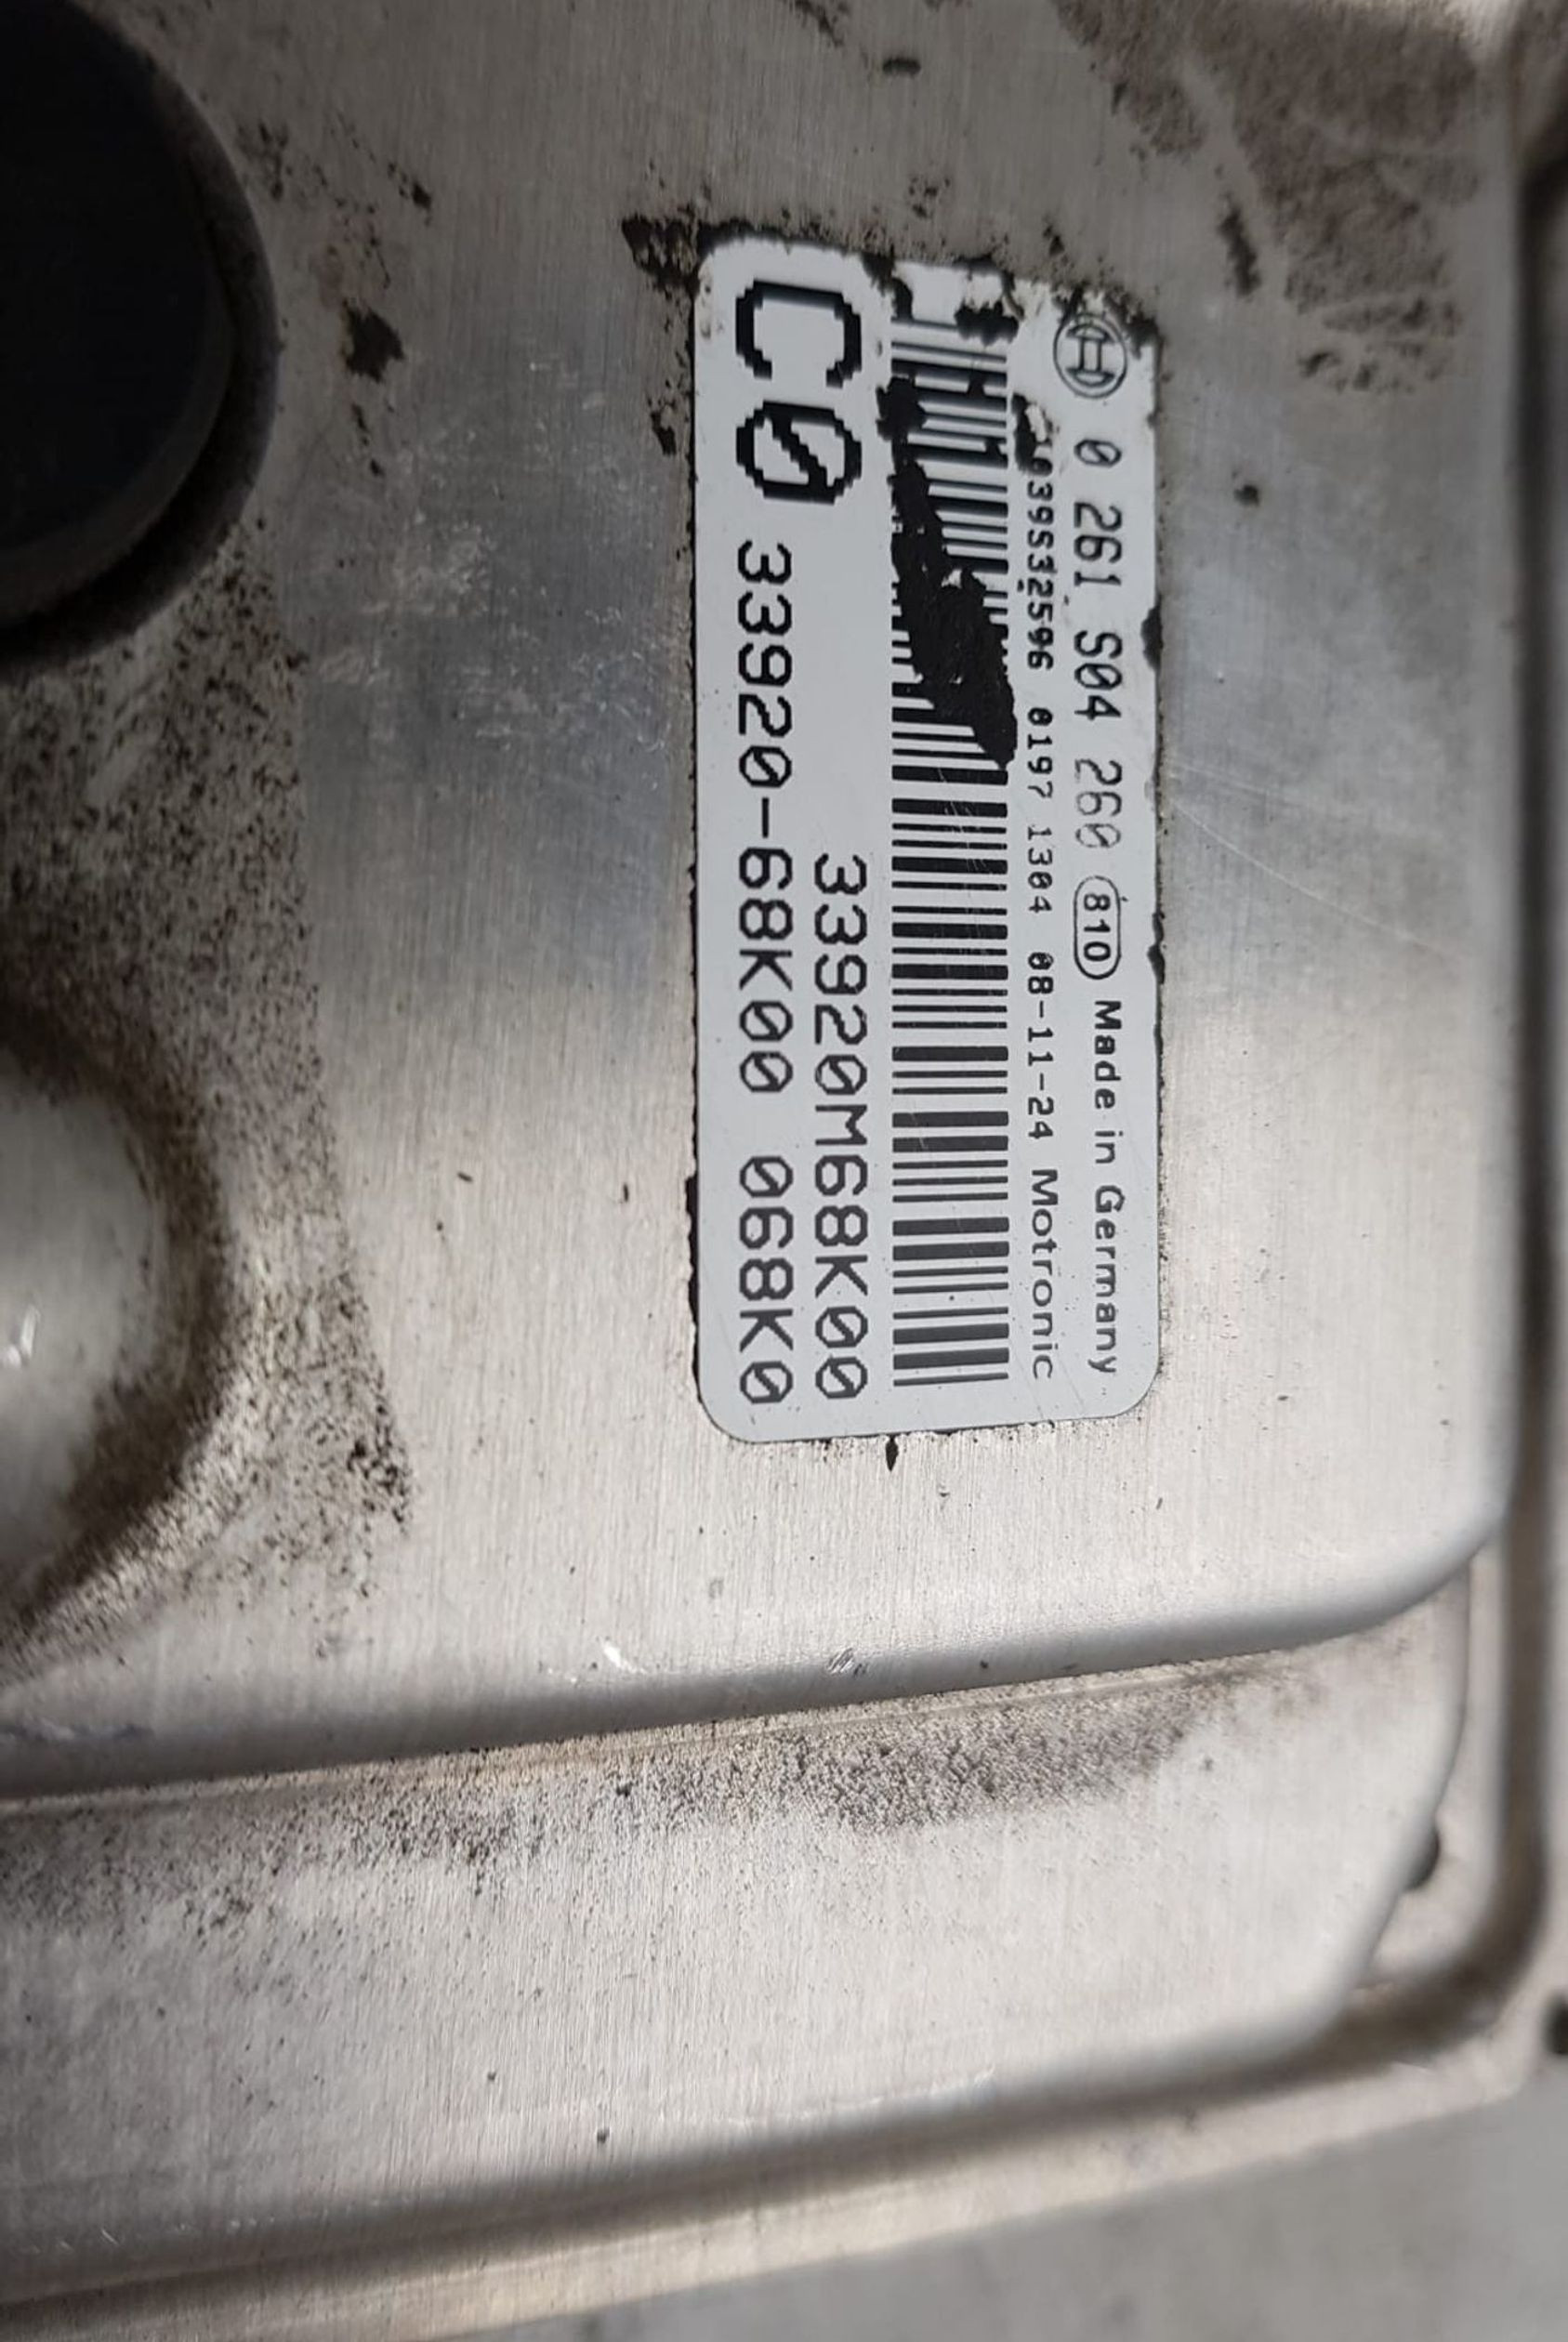 0 261 S04 260 810 Made in Germany
39S32596 0197 1304 08-11-24 Motronic
33920M68K00
C0 33920-68K00 068K0